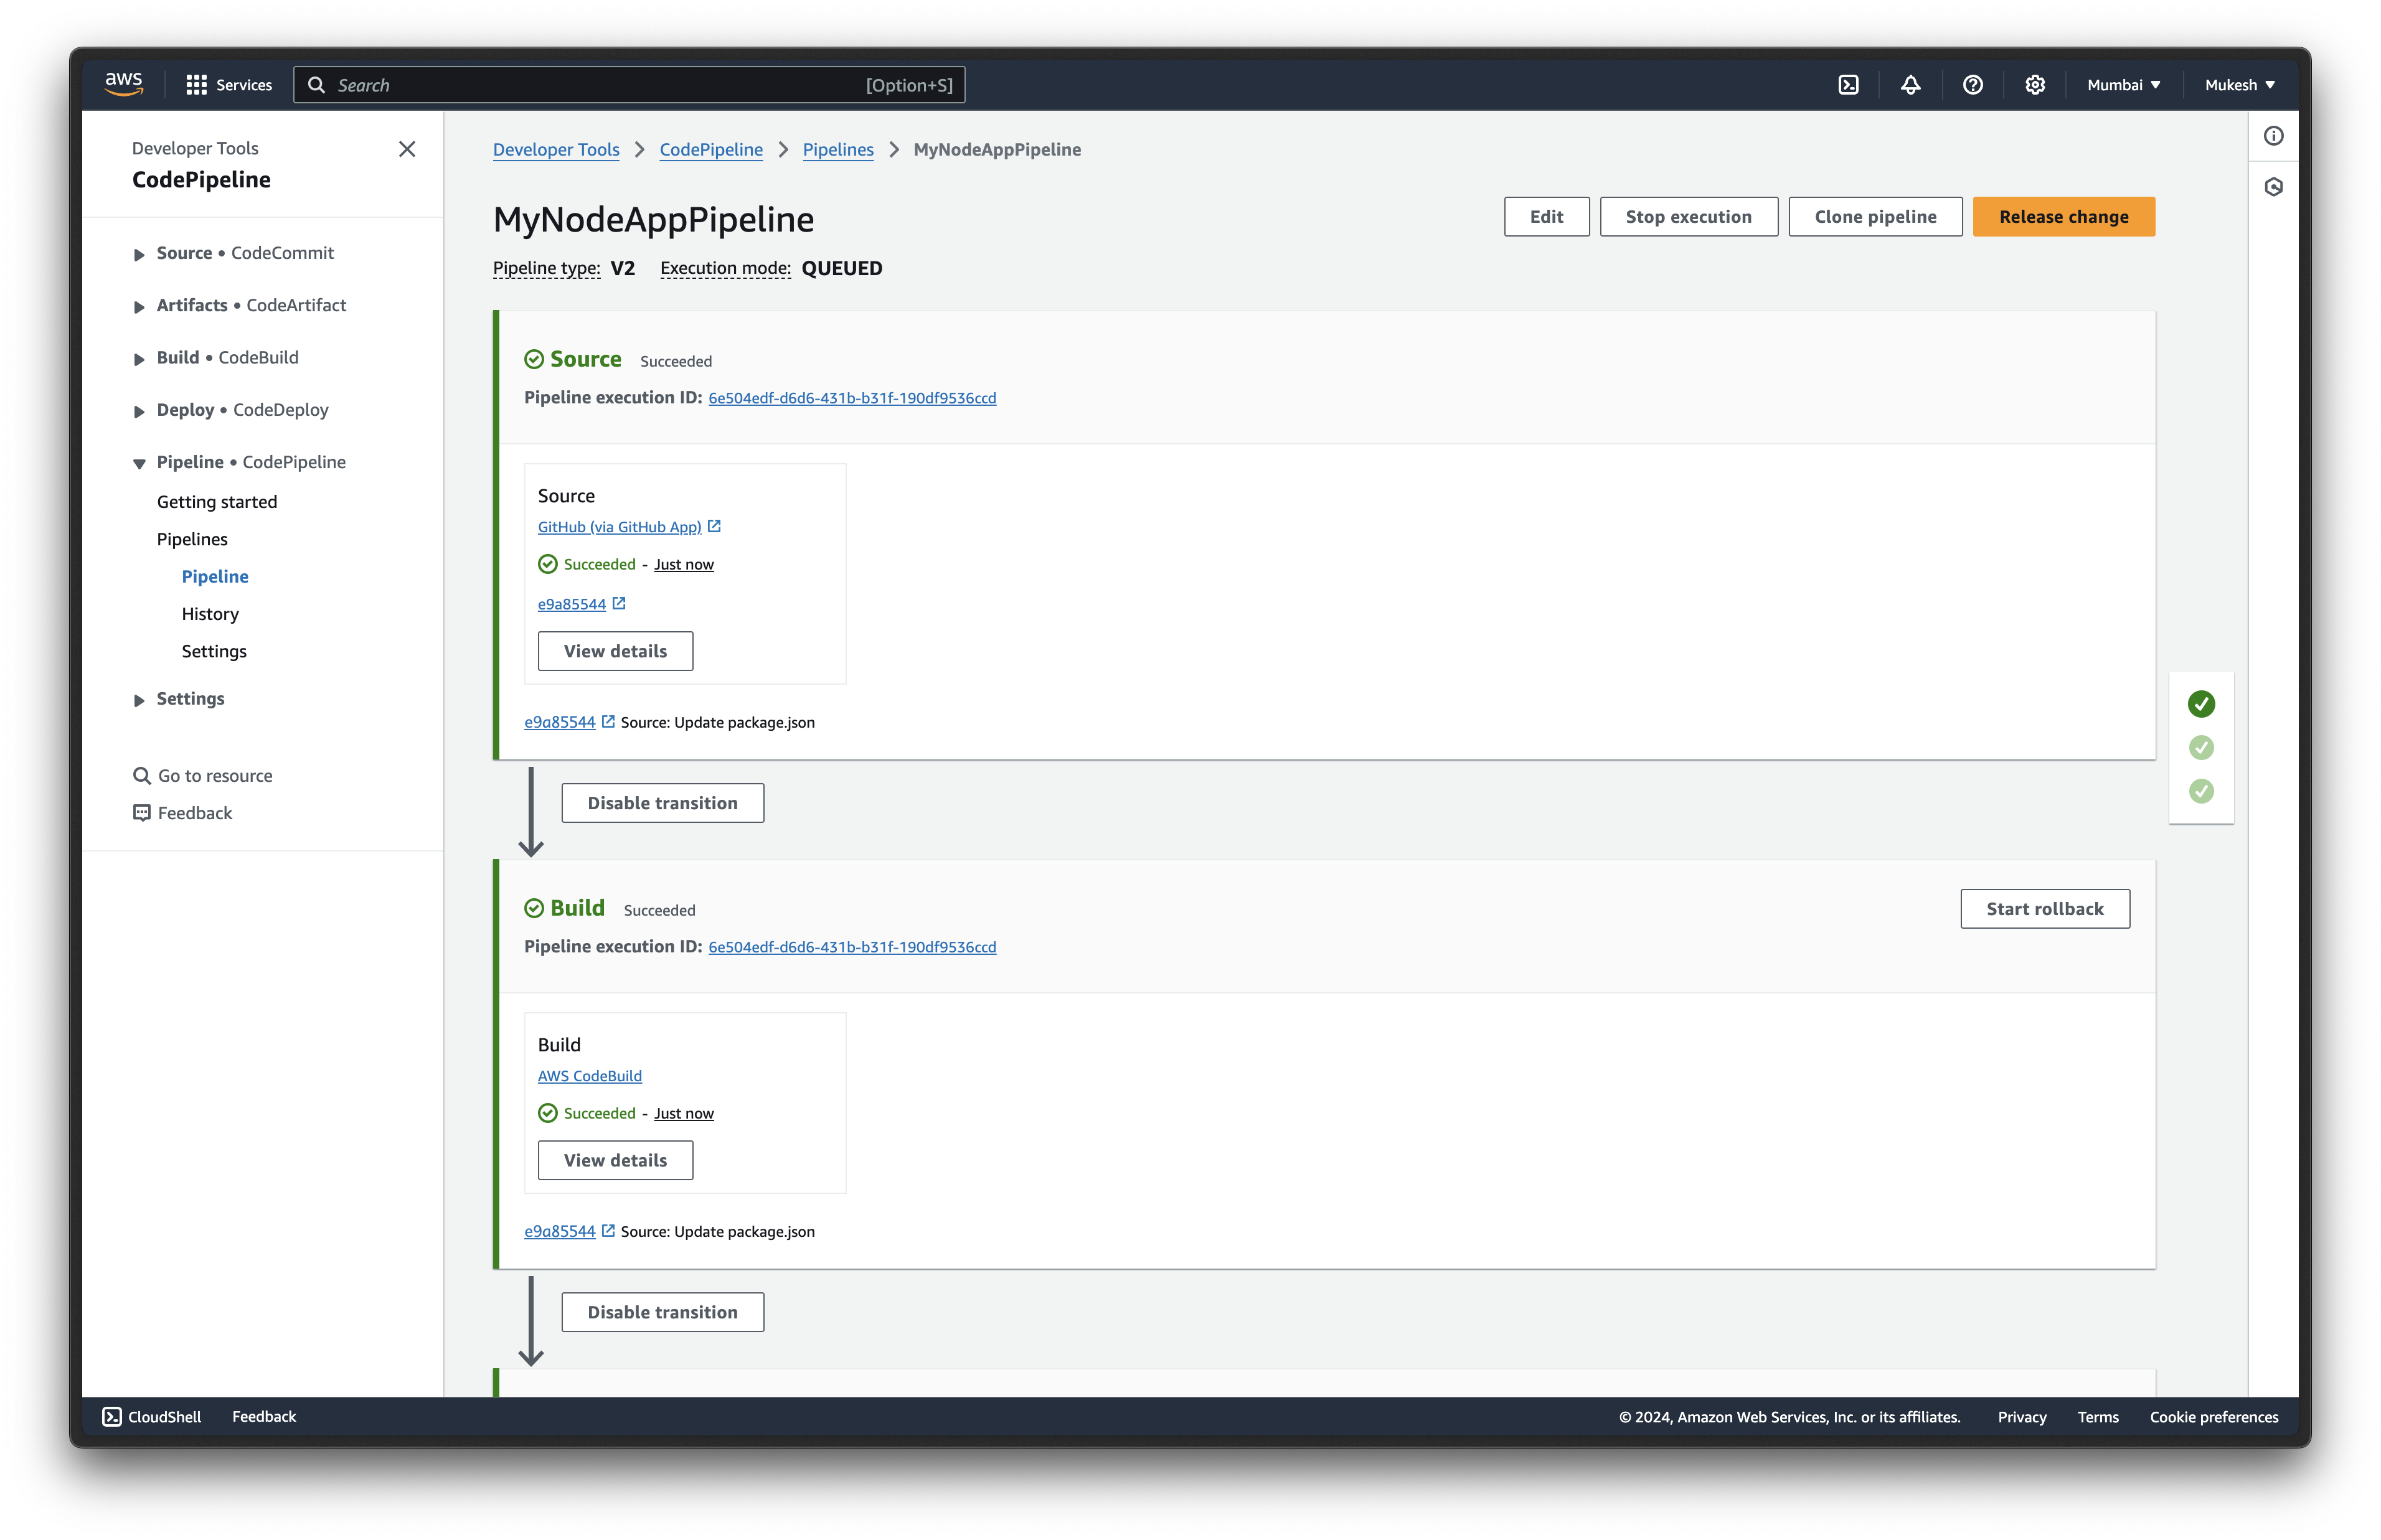 aws
Services
Search [Option+S]
Mumbai
Mukesh
Developer Tools
CodePipeline
Source • CodeCommit
Artifacts • CodeArtifact
Build • CodeBuild
Deploy • CodeDeploy
Pipeline • CodePipeline
Getting started
Pipelines
Pipeline
History
Settings
Settings
Go to resource
Feedback
Developer Tools > CodePipeline > Pipelines > MyNodeAppPipeline
MyNodeAppPipeline
Edit
Stop execution
Clone pipeline
Release change
Pipeline type: V2 Execution mode: QUEUED
Source Succeeded
Pipeline execution ID: 6e504edf-d6d6-431b-b31f-190df9536ccd
Source
GitHub (via GitHub App)
Succeeded - Just now
e9a85544
View details
e9a85544 Source: Update package.json
Disable transition
Build Succeeded
Start rollback
Pipeline execution ID: 6e504edf-d6d6-431b-b31f-190df9536ccd
Build
AWS CodeBuild
Succeeded - Just now
View details
e9a85544 Source: Update package.json
Disable transition
CloudShell
Feedback
© 2024, Amazon Web Services, Inc. or its affiliates.
Privacy
Terms
Cookie preferences